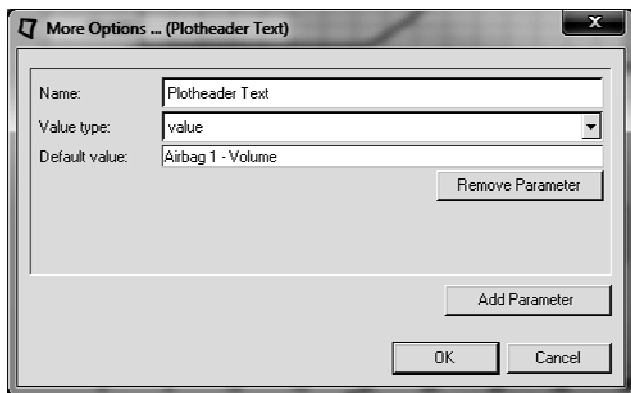 More Options ... (Plotheader Text)
Name: Plotheader Text
Value type: value
Default value: Airbag 1 - Volume
Remove Parameter
Add Parameter
OK Cancel